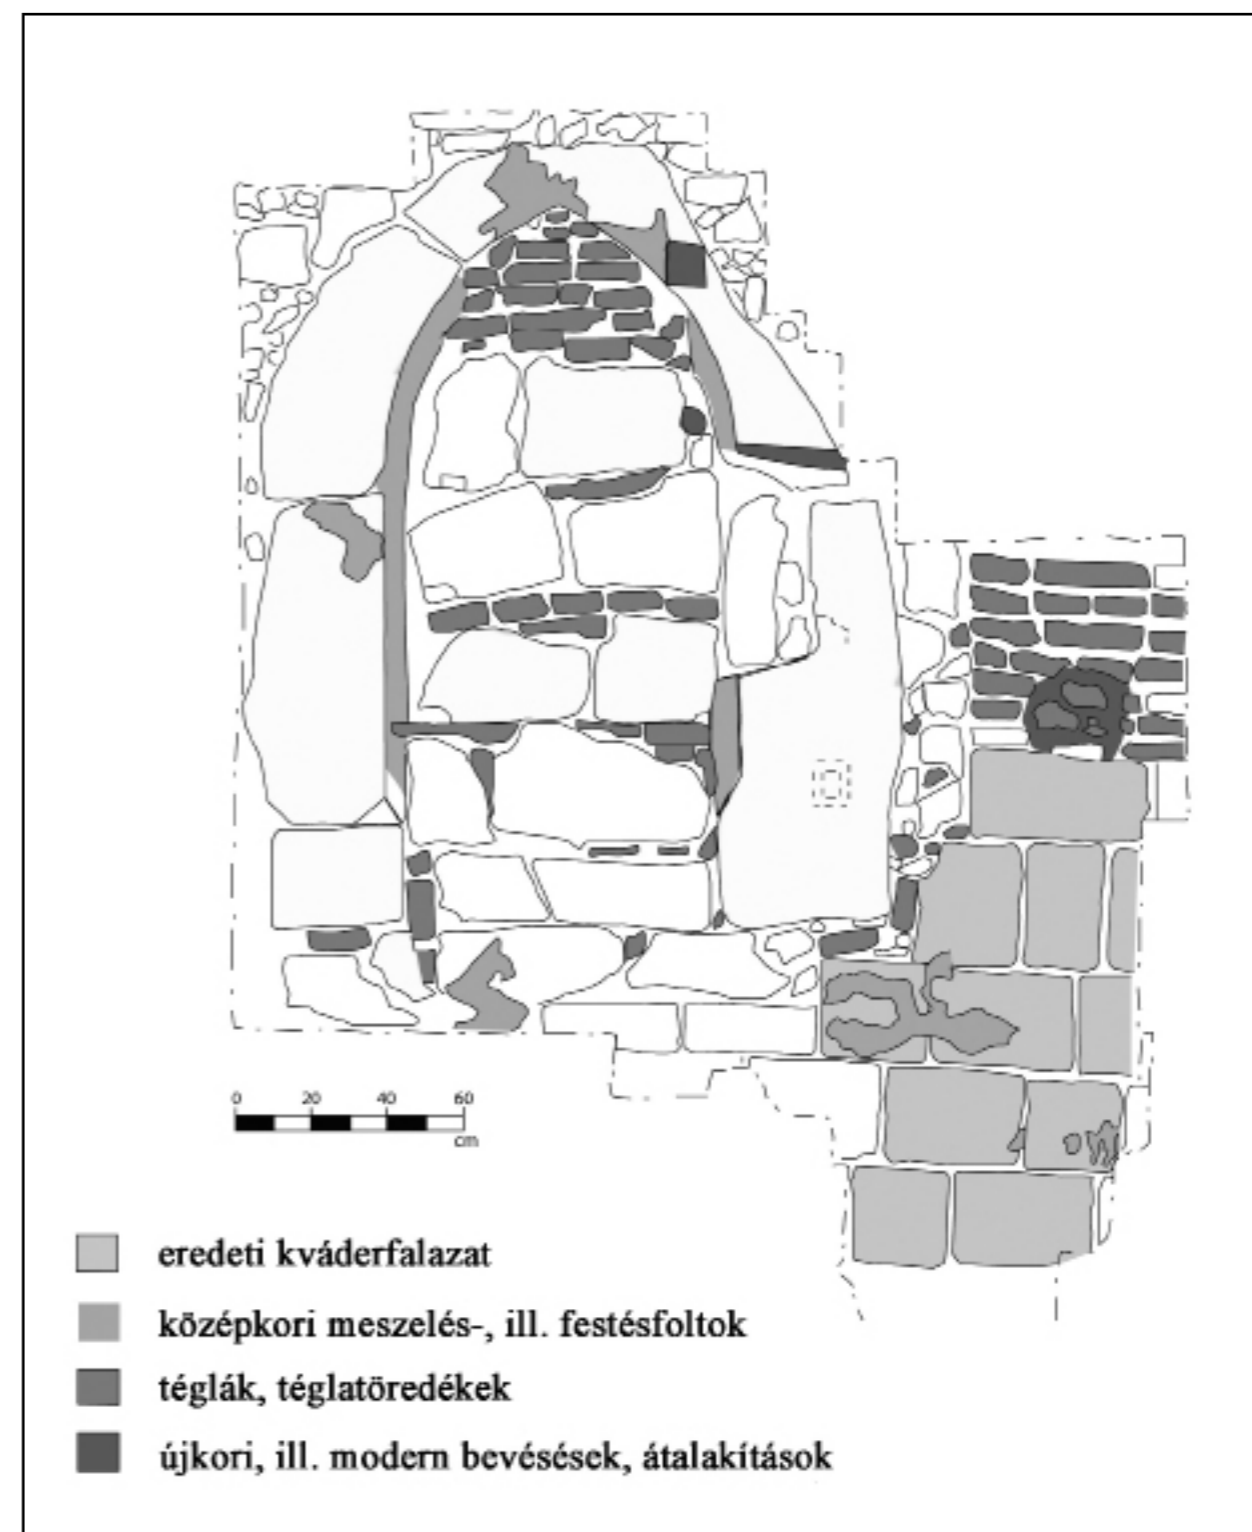 0 20 40 60
cm
eredeti kváderfalazat
középkori meszelés-, ill. festésfoltok
téglák, téglatöredékek
újkori, ill. modern bevésések, átalakítások